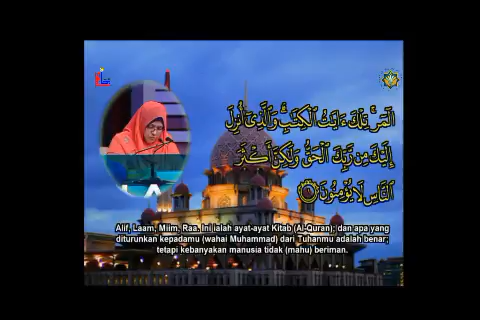 الٓمٓر ۚ تِلْكَ ءَايَٰتُ ٱلْكِتَٰبِ ۗ وَٱلَّذِىٓ أُنزِلَ
إِلَيْكَ مِن رَّبِّكَ ٱلْحَقُّ وَلَٰكِنَّ أَكْثَرَ
ٱلنَّاسِ لَا يُؤْمِنُونَ ١
Alif, Laam, Miim, Raa. Ini ialah ayat-ayat Kitab (Al-Quran); dan apa yang
diturunkan kepadamu (wahai Muhammad) dari Tuhanmu adalah benar;
tetapi kebanyakan manusia tidak (mahu) beriman.